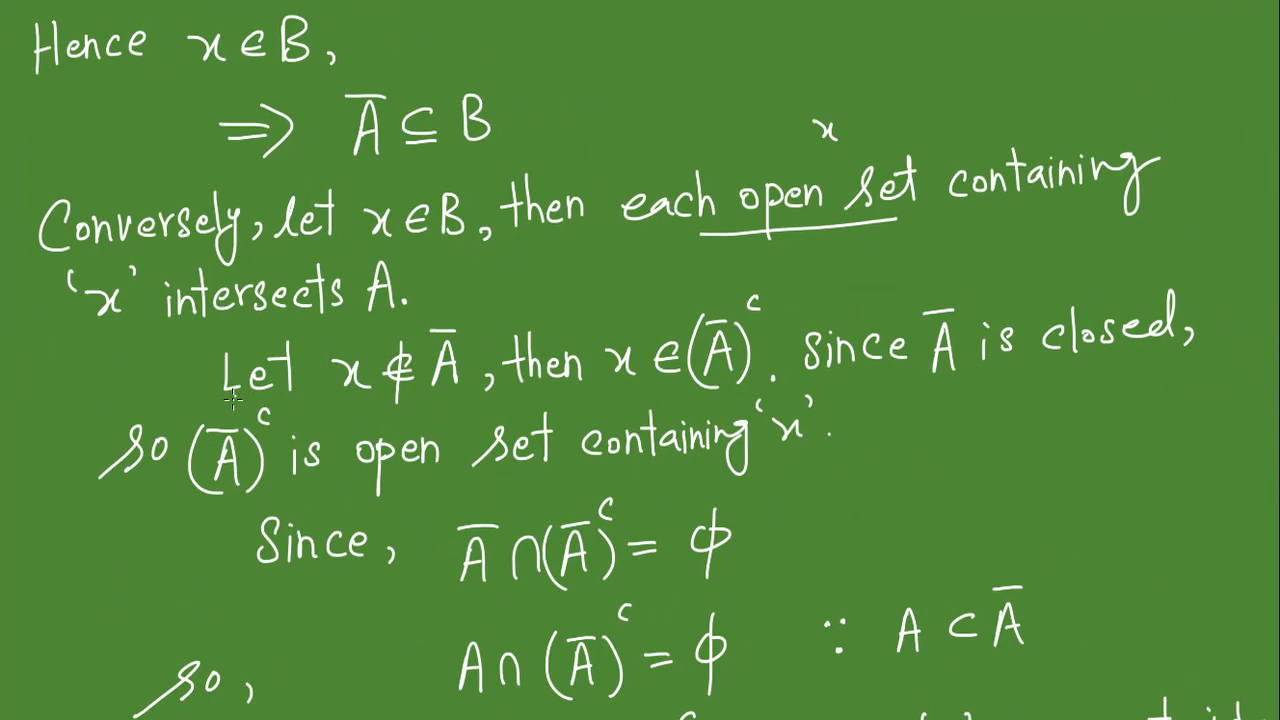 Hence x ∈ B,
⟹ A̅ ⊆ B
x
Conversely, let x ∈ B, then each open set containing
'x' intersects A.
Let x ∉ A̅, then x ∈ (A̅)ᶜ. Since A̅ is closed,
so (A̅)ᶜ is open set containing 'x'.
Since, A̅ ∩ (A̅)ᶜ = ϕ
so, A ∩ (A̅)ᶜ = ϕ ∵ A ⊂ A̅